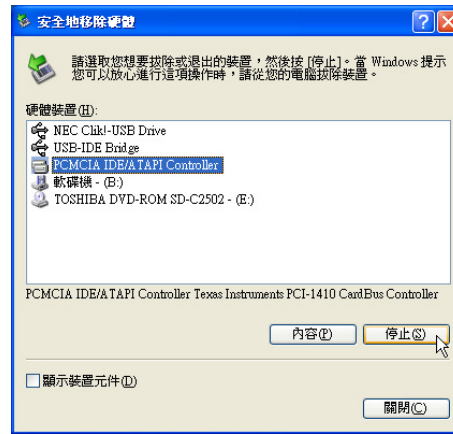 安全地移除硬體
請選取您想要拔除或退出的裝置，然後按 [停止]。當 Windows 提示
您可以放心進行這項操作時，請從您的電腦拔除裝置。
硬體裝置(H):
NEC Clik!-USB Drive
USB-IDE Bridge
PCMCIA IDE/ATAPI Controller
軟碟機 - (B:)
TOSHIBA DVD-ROM SD-C2502 - (E:)
PCMCIA IDE/ATAPI Controller Texas Instruments PCI-1410 CardBus Controller
內容(P)
停止(S)
顯示裝置元件(D)
關閉(C)